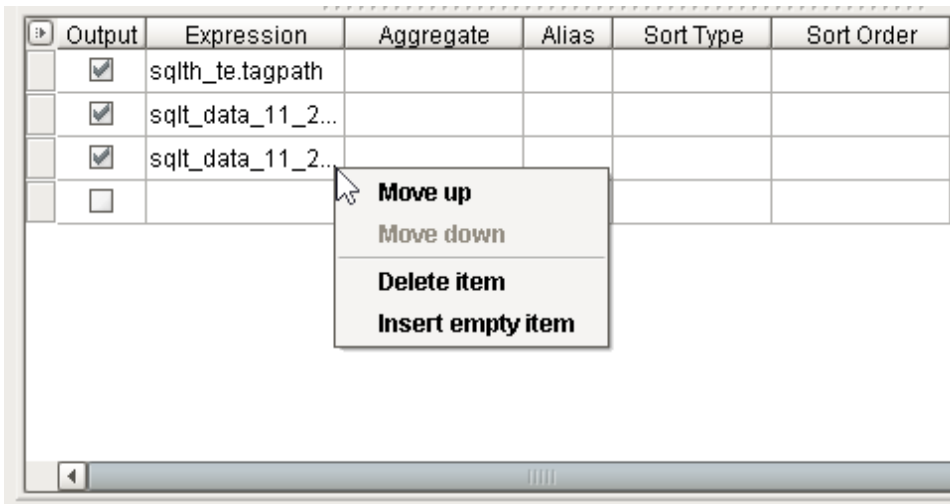 Output Expression Aggregate Alias Sort Type Sort Order
sqlth_te.tagpath
sqlt_data_11_2...
sqlt_data_11_2...
Move up
Move down
Delete item
Insert empty item